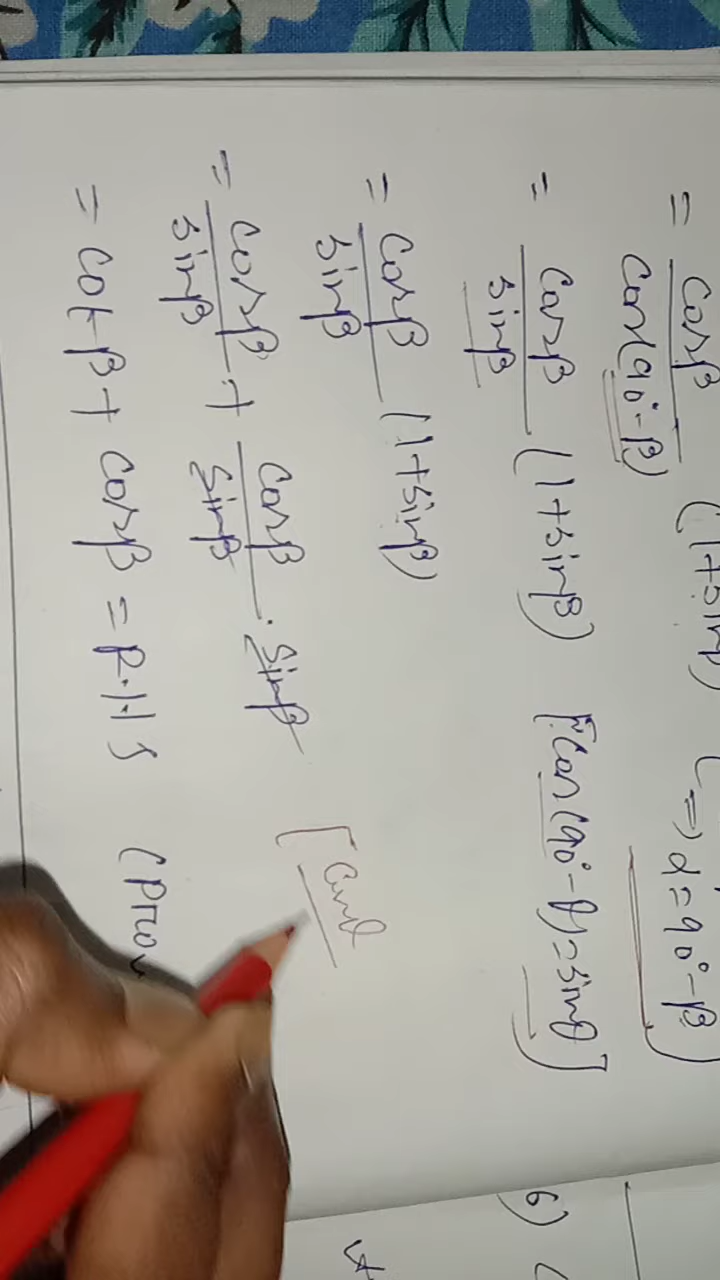 = cosβ / cos(90°-β) (1+sinβ) [⇒ α=90°-β]
= cosβ / sinβ (1+sinβ) [∵ cos(90°-θ)=sinθ]
= cosβ / sinβ (1+sinβ)
= cosβ / sinβ + cosβ / sinβ · sinβ [cosθ
= cotβ + cosβ = R.H.S (Prov
6)